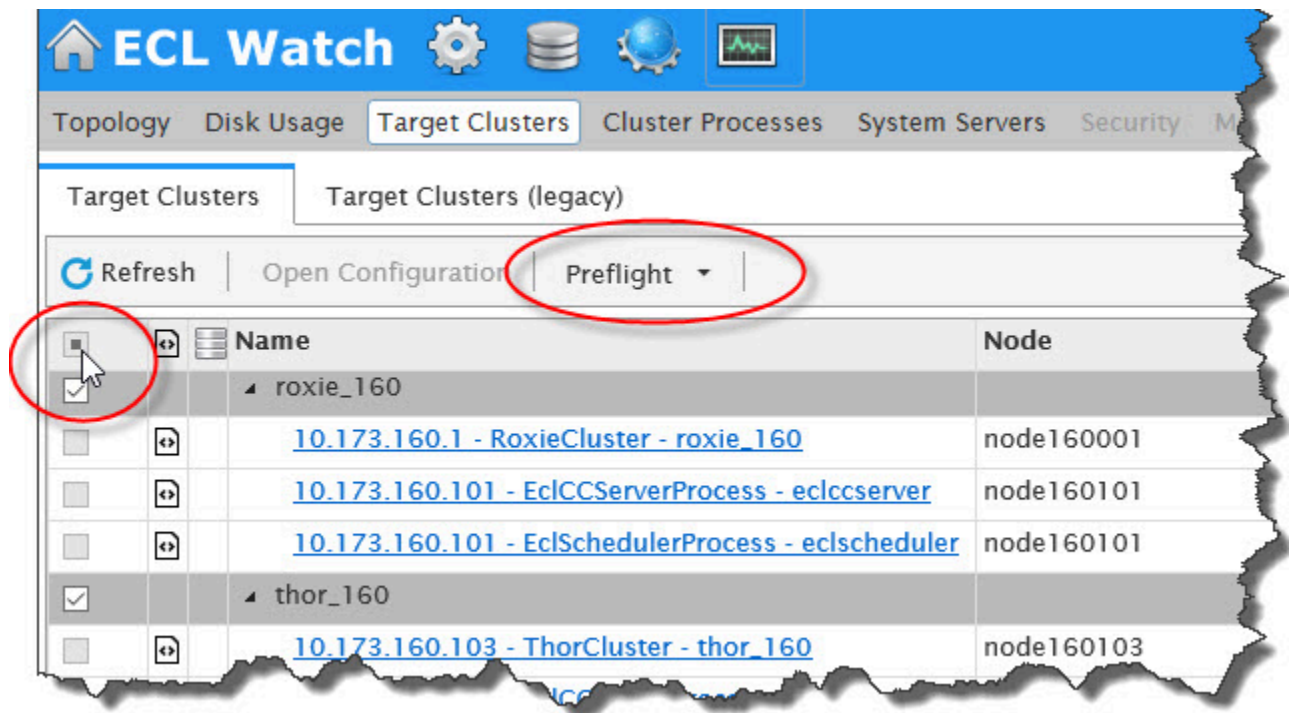 ECL Watch
Topology Disk Usage Target Clusters Cluster Processes System Servers Security
Target Clusters Target Clusters (legacy)
Refresh Open Configuration Preflight
Name Node
roxie_160
10.173.160.1 - RoxieCluster - roxie_160 node160001
10.173.160.101 - EclCCServerProcess - eclccserver node160101
10.173.160.101 - EclSchedulerProcess - eclscheduler node160101
thor_160
10.173.160.103 - ThorCluster - thor_160 node160103